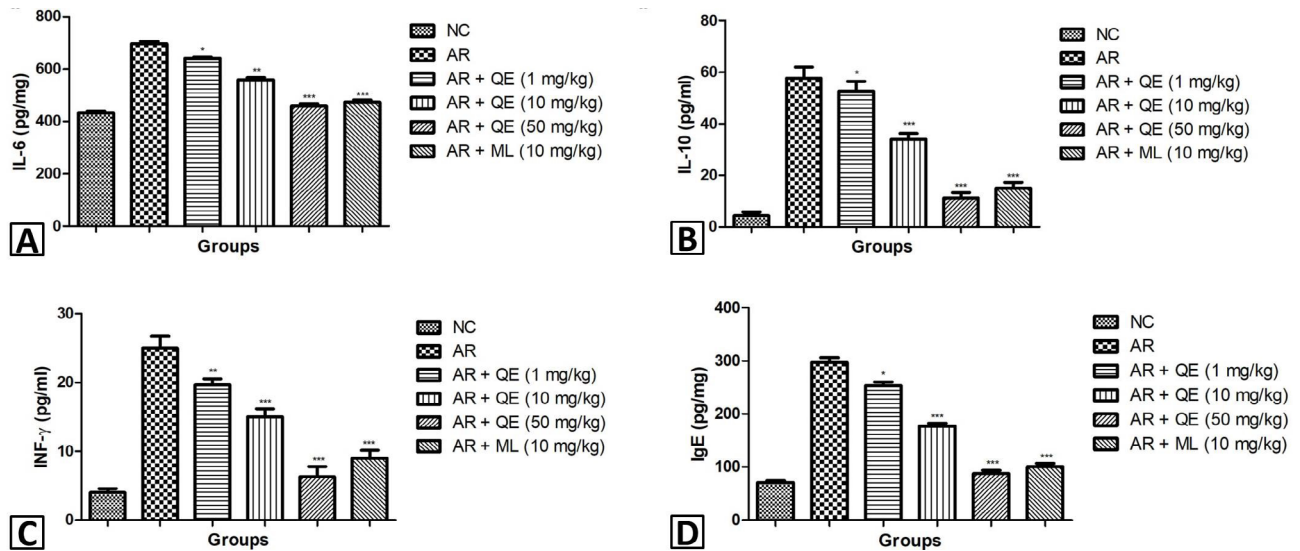 IL-6 (pg/mg)
800
600
400
200
0
*
**
***
***
Groups
NC
AR
AR + QE (1 mg/kg)
AR + QE (10 mg/kg)
AR + QE (50 mg/kg)
AR + ML (10 mg/kg)
A
IL-10 (pg/ml)
80
60
40
20
0
*
***
***
***
Groups
NC
AR
AR + QE (1 mg/kg)
AR + QE (10 mg/kg)
AR + QE (50 mg/kg)
AR + ML (10 mg/kg)
B
INF-γ (pg/ml)
30
20
10
0
**
***
***
***
Groups
NC
AR
AR + QE (1 mg/kg)
AR + QE (10 mg/kg)
AR + QE (50 mg/kg)
AR + ML (10 mg/kg)
C
IgE (pg/mg)
400
300
200
100
0
*
***
***
***
Groups
NC
AR
AR + QE (1 mg/kg)
AR + QE (10 mg/kg)
AR + QE (50 mg/kg)
AR + ML (10 mg/kg)
D